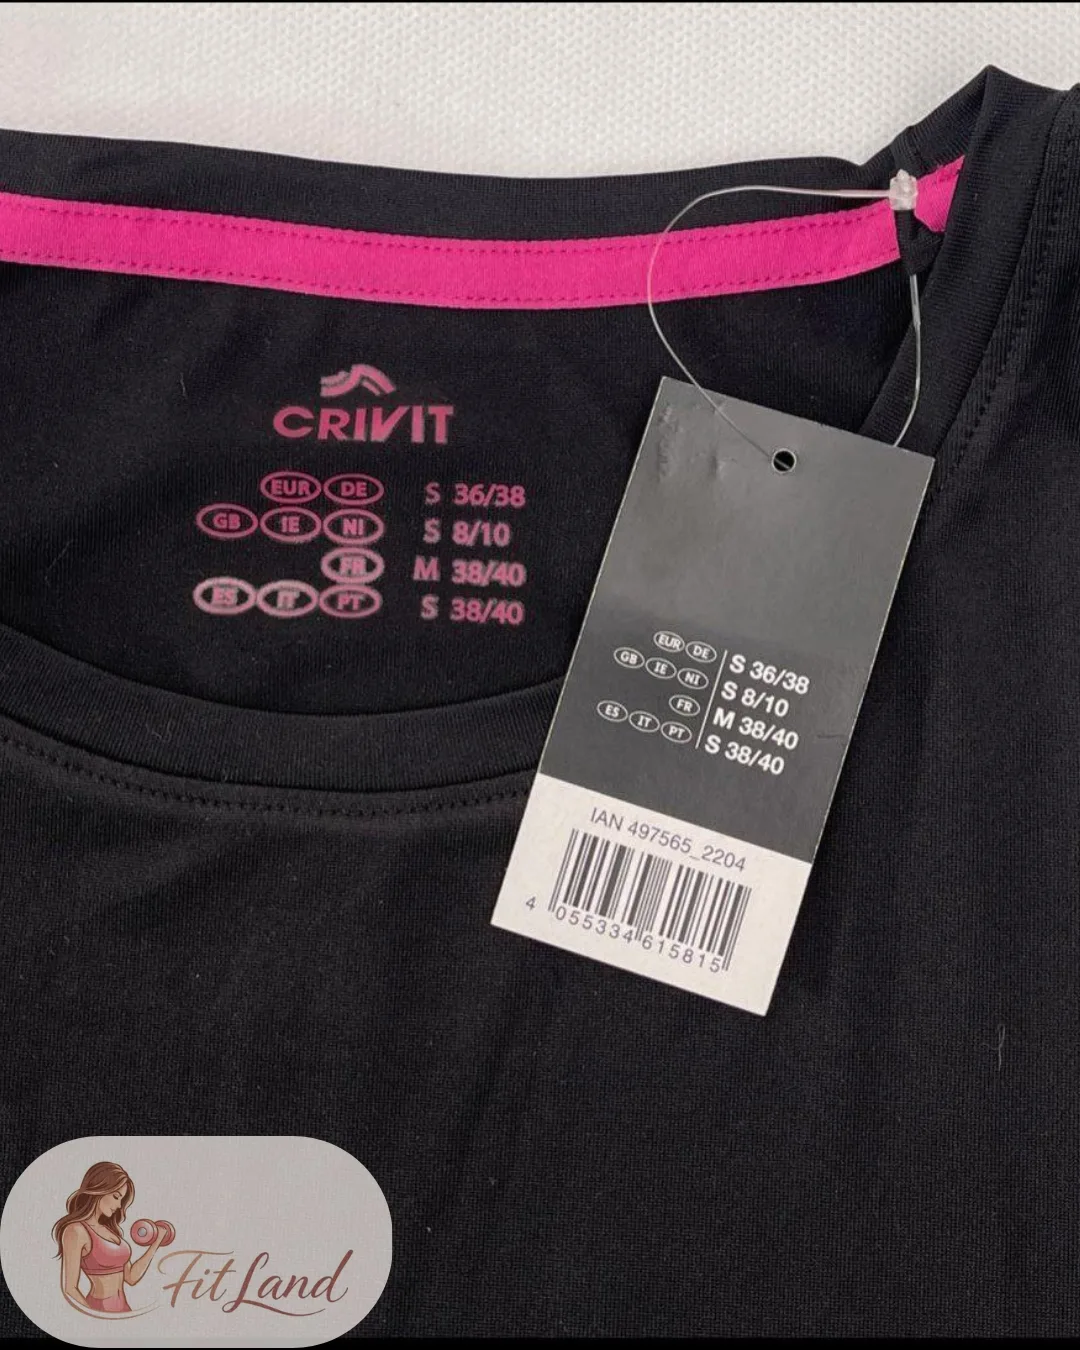 CRIVIT
EUR DE S 36/38
GB IE NI S 8/10
FR M 38/40
ES IT PT S 38/40
EUR DE S 36/38
GB IE NI S 8/10
FR M 38/40
ES IT PT S 38/40
IAN 497565_2204
4 055334 615815
FitLand